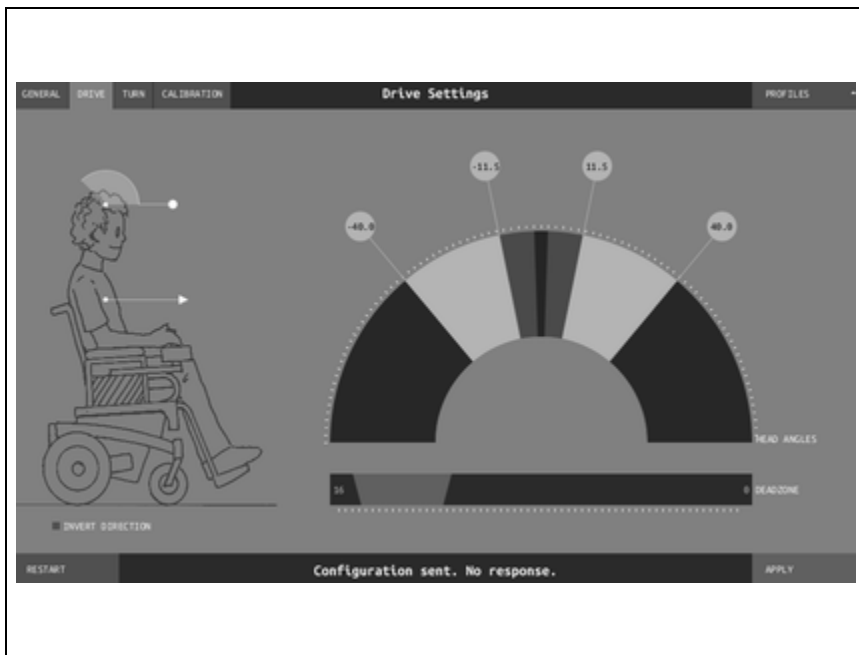 GENERAL DRIVE TURN CALIBRATION Drive Settings PROFILES
-11.5 11.5
-40.0 40.0
HEAD ANGLES
16 0 DEADZONE
INVERT DIRECTION
RESTART Configuration sent. No response. APPLY